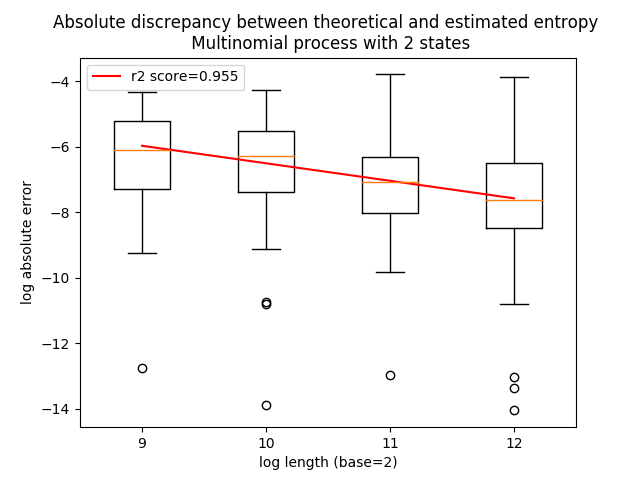 Absolute discrepancy between theoretical and estimated entropy
Multinomial process with 2 states
r2 score=0.955
log absolute error
−4
−6
−8
−10
−12
−14
9
10
11
12
log length (base=2)